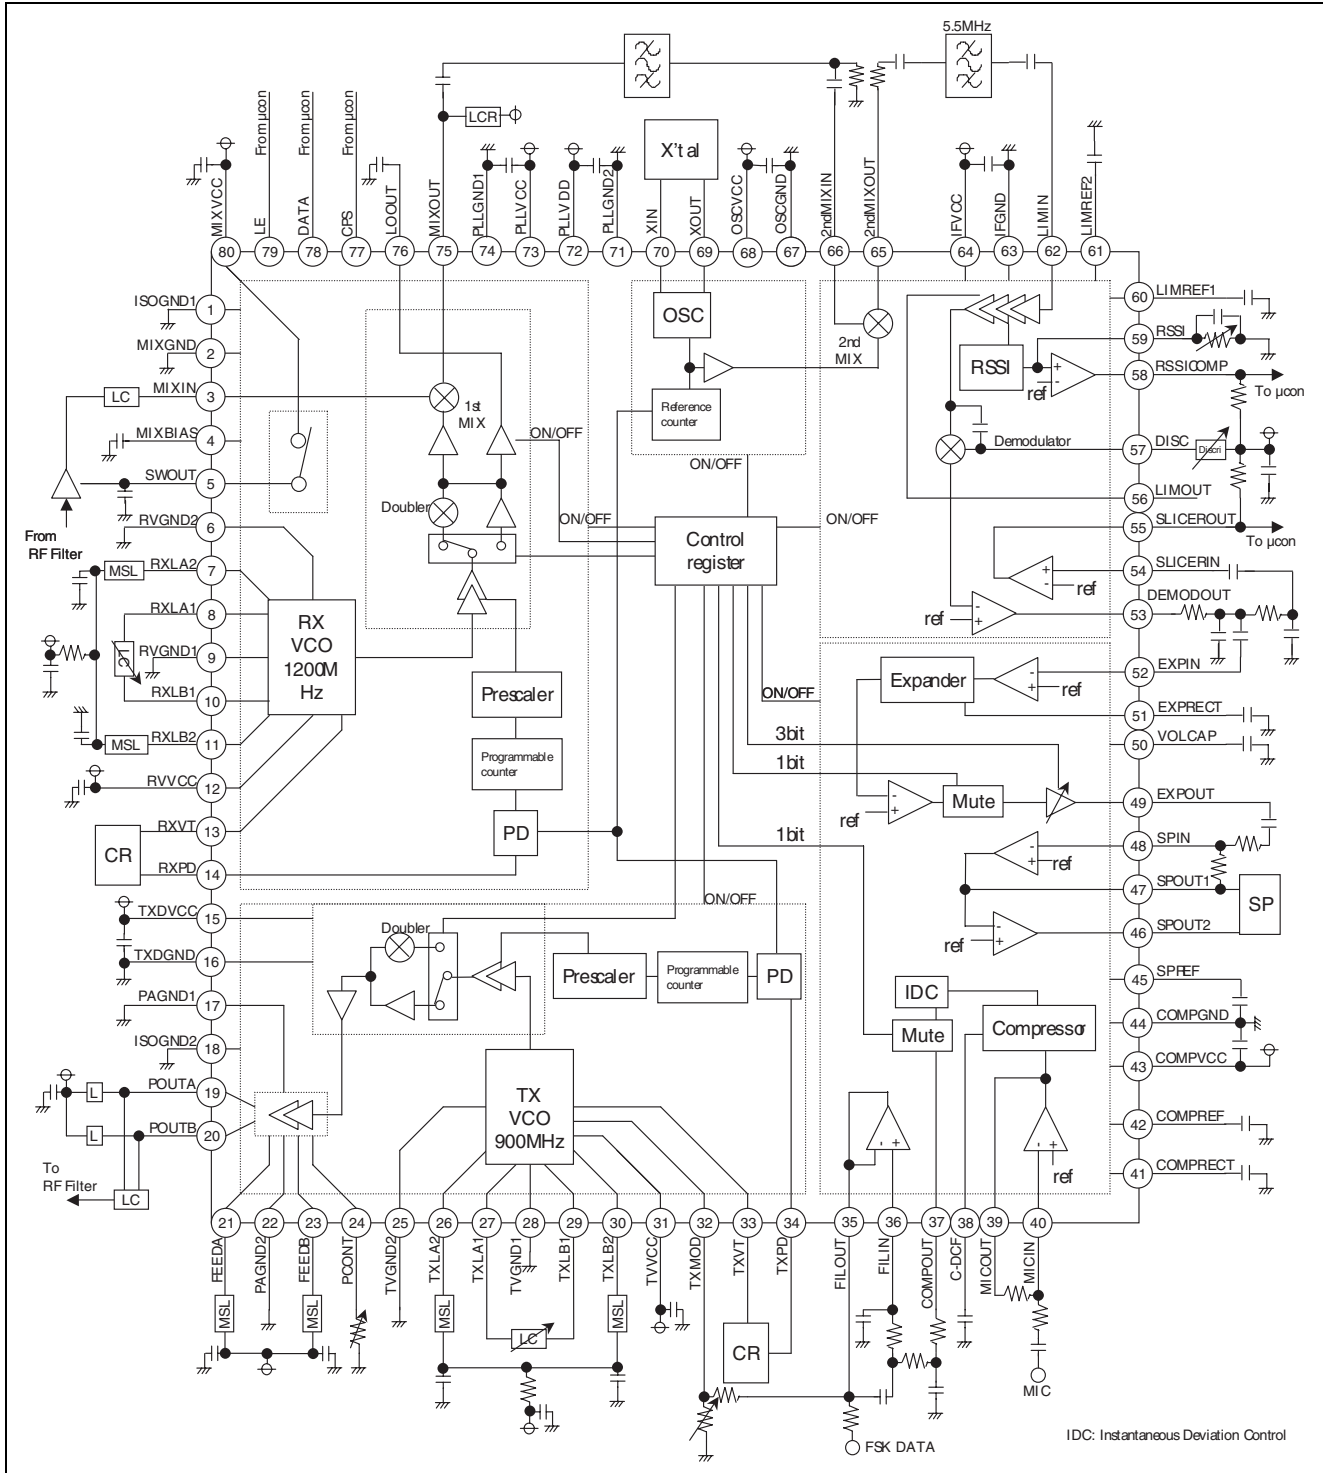 5.5MHz
From µcon
From µcon
From µcon
LCR
X'tal
MIXVCC
LE
DATA
CPS
LOOUT
MIXOUT
PLLGND1
PLLVCC
PLLVDD
PLLGND2
XIN
XOUT
OSCVCC
OSCGND
2ndMIXIN
2ndMIXOUT
IFVCC
IFGND
LIMIN
LIMREF2
80
79
78
77
76
75
74
73
72
71
70
69
68
67
66
65
64
63
62
61
ISOGND1
1
MIXGND
2
LC
MIXIN
3
MIXBIAS
4
SWOUT
5
From
RF Filter
RVGND2
6
MSL
RXLA2
7
RXLA1
8
LC
RVGND1
9
RXLB1
10
MSL
RXLB2
11
RVVCC
12
CR
RXVT
13
RXPD
14
TXDVCC
15
TXDGND
16
PAGND1
17
ISOGND2
18
L
POUTA
19
L
POUTB
20
To
RF Filter
LC
1st
MIX
ON/OFF
Doubler
ON/OFF
RX
VCO
1200M
Hz
Prescaler
Programmable
counter
PD
OSC
2nd
MIX
Reference
counter
ON/OFF
Control
register
ON/OFF
ON/OFF
3bit
1bit
1bit
ON/OFF
RSSI
+
-
ref
Demodulator
+
-
ref
-
+
ref
Expander
-
+
ref
-
+
ref
Mute
-
+
ref
-
+
ref
IDC
Mute
Compressor
-
+
-
+
ref
Doubler
Prescaler
Programmable
counter
PD
TX
VCO
900MHz
60
LIMREF1
59
RSSI
58
RSSICOMP
To µcon
57
DISC
Discri
56
LIMOUT
55
SLICEROUT
To µcon
54
SLICERIN
53
DEMODOUT
52
EXPIN
51
EXPRECT
50
VOLCAP
49
EXPOUT
48
SPIN
47
SPOUT1
SP
46
SPOUT2
45
SPREF
44
COMPGND
43
COMPVCC
42
COMPREF
41
COMPRECT
21
22
23
24
25
26
27
28
29
30
31
32
33
34
35
36
37
38
39
40
FEEDA
PAGND2
FEEDB
PCONT
TVGND2
TXLA2
TXLA1
TVGND1
TXLB1
TXLB2
TVVCC
TXMOD
TXVT
TXPD
FILOUT
FILIN
COMPOUT
C-DCF
MICOUT
MICIN
MSL
MSL
MSL
LC
MSL
CR
MIC
FSK DATA
IDC: Instantaneous Deviation Control